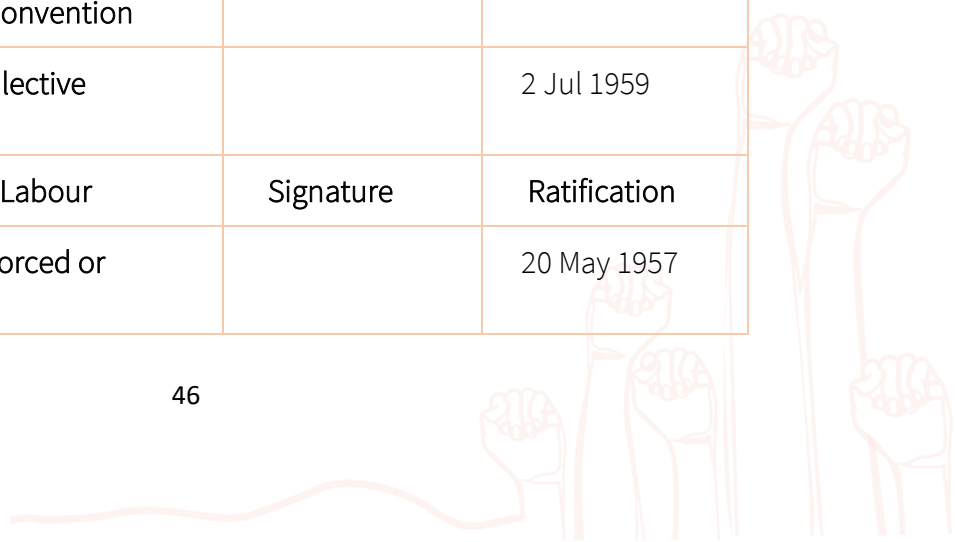 onvention
lective 2 Jul 1959
Labour Signature Ratification
orced or 20 May 1957
46